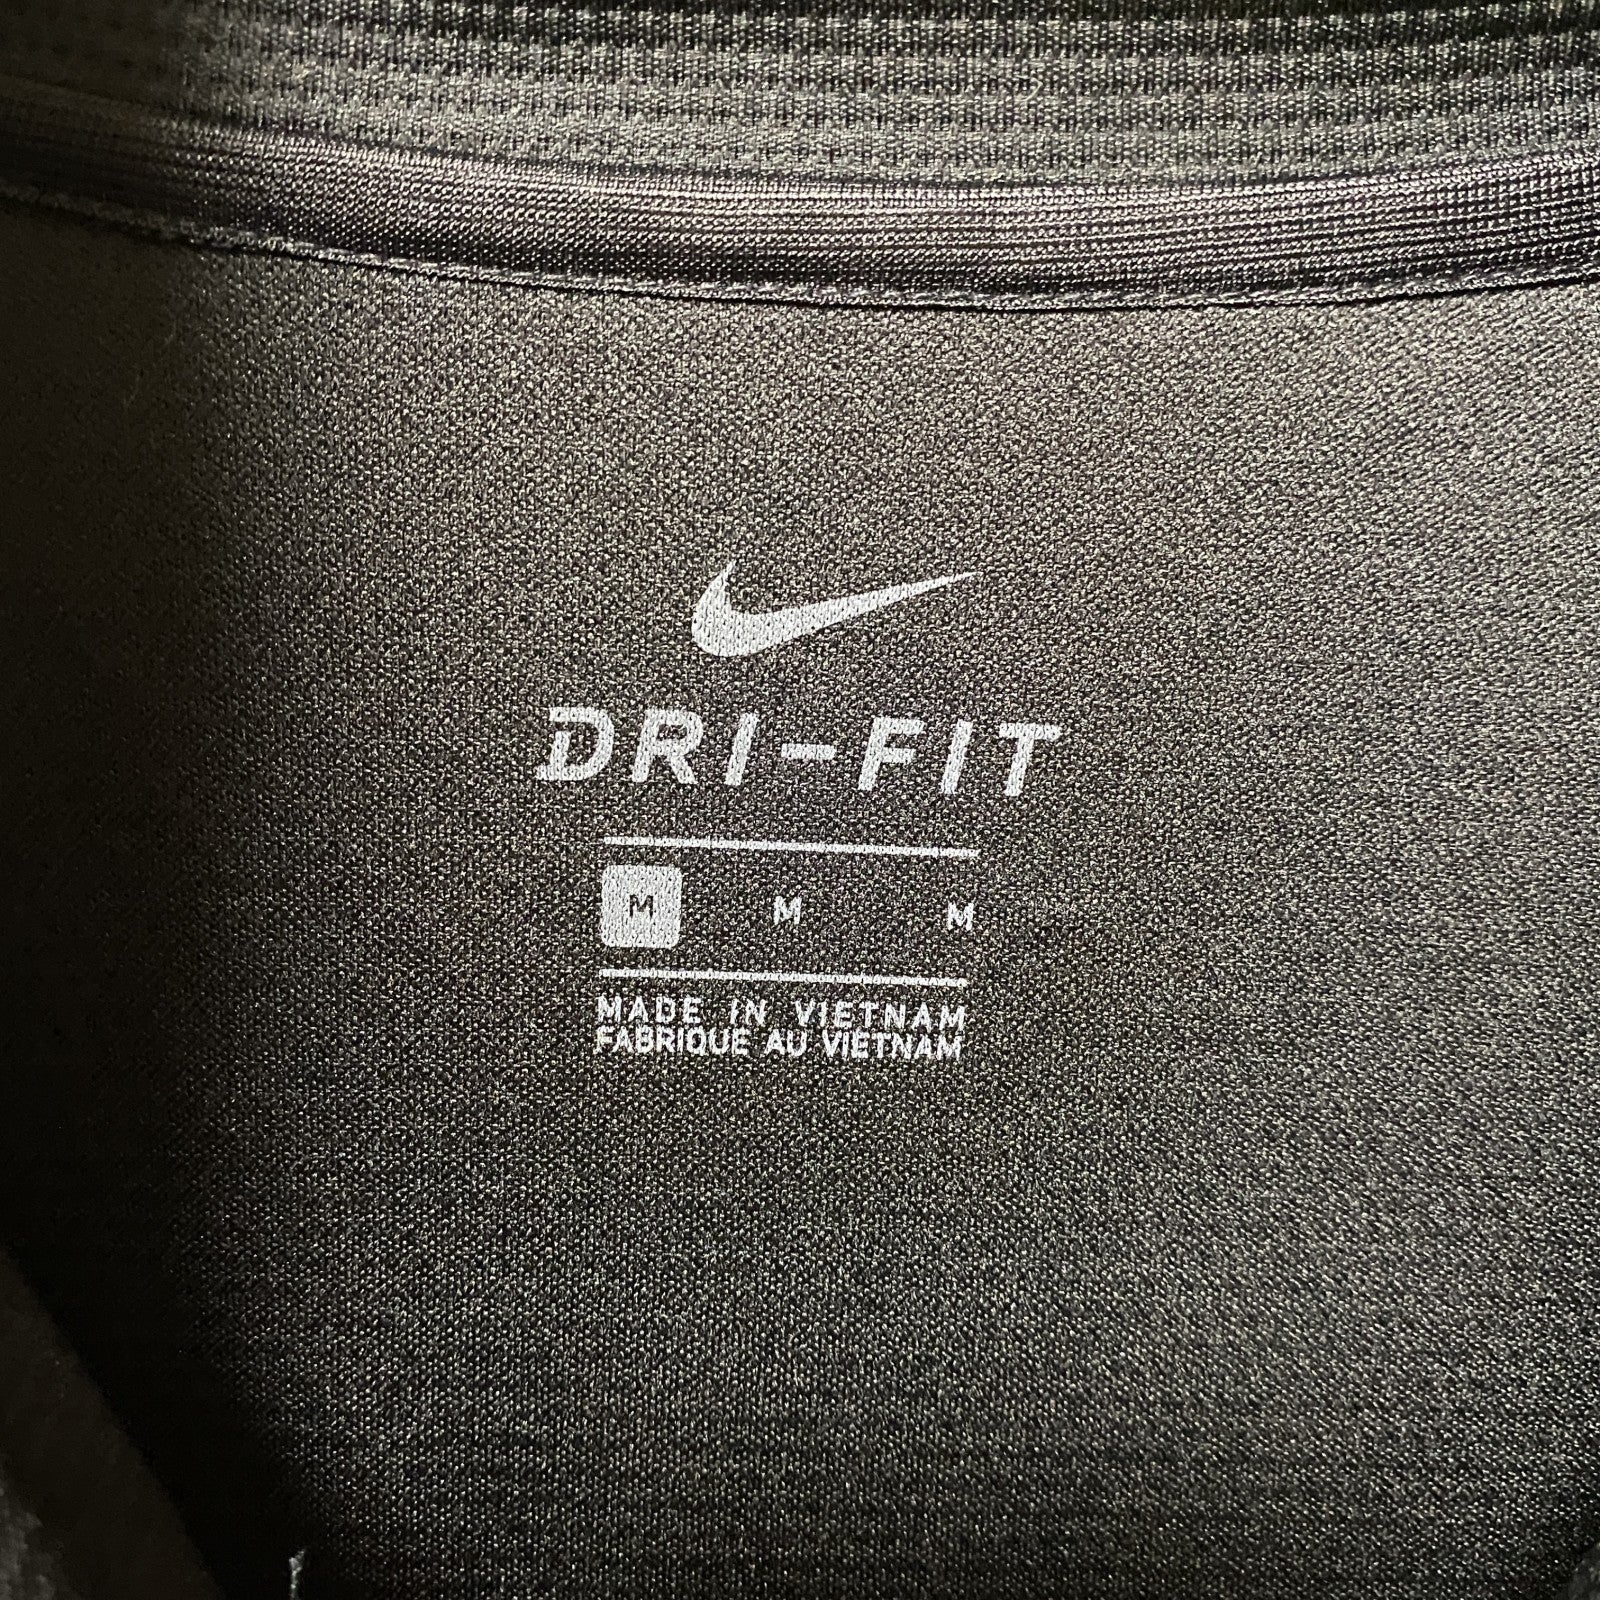 DRI-FIT
M M M
MADE IN VIETNAM
FABRIQUE AU VIETNAM